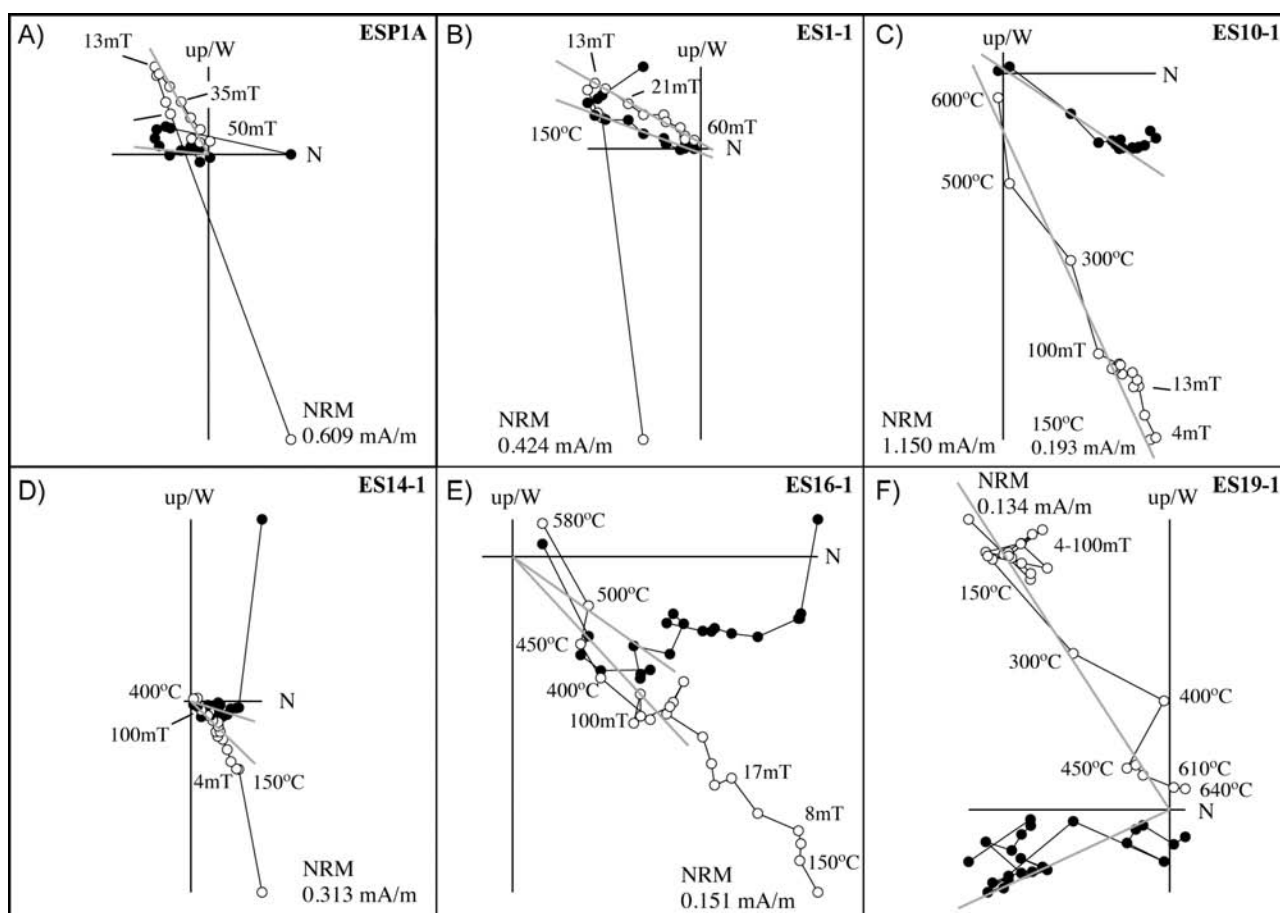 A)
ESP1A
up/W
13mT
35mT
50mT
N
NRM
0.609 mA/m
B)
ES1-1
up/W
13mT
21mT
150°C
60mT
N
NRM
0.424 mA/m
C)
ES10-1
up/W
N
600°C
500°C
300°C
100mT
13mT
NRM
1.150 mA/m
150°C
0.193 mA/m
4mT
D)
ES14-1
up/W
400°C
N
100mT
4mT
150°C
NRM
0.313 mA/m
E)
ES16-1
up/W
580°C
N
500°C
450°C
400°C
100mT
17mT
8mT
150°C
NRM
0.151 mA/m
F)
ES19-1
NRM
0.134 mA/m
up/W
4-100mT
150°C
300°C
400°C
450°C
610°C
640°C
N